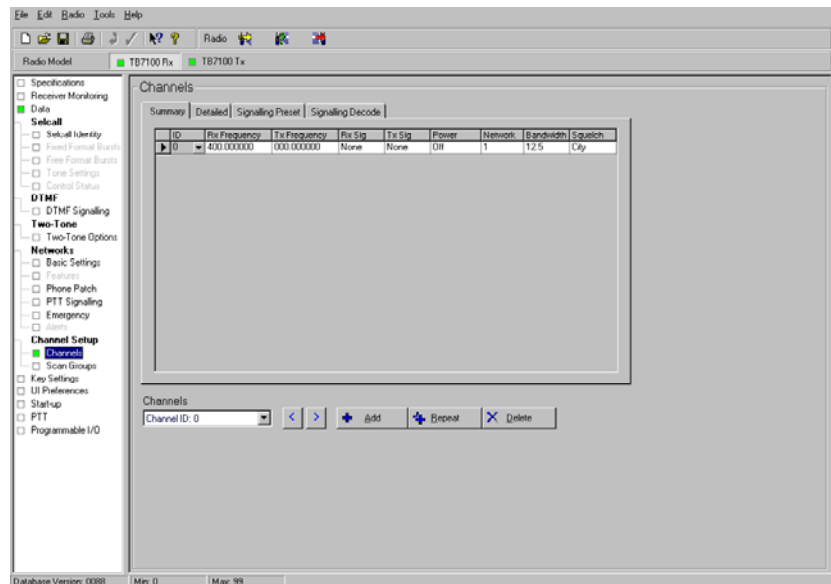 File Edit Radio Tools Help
Radio
Radio Model TB7100 Rx TB7100 Tx
Specifications
Receiver Monitoring
Data
Selcall
Selcall Identity
Fixed Format Bursts
Free Format Bursts
Tone Settings
Control Status
DTMF
DTMF Signalling
Two-Tone
Two-Tone Options
Networks
Basic Settings
Features
Phone Patch
PTT Signaling
Emergency
Alerts
Channel Setup
Channels
Scan Groups
Key Settings
UI Preferences
Start-up
PTT
Programmable I/O
Channels
Summary Detailed Signalling Preset Signalling Decode
ID Rx Frequency Tx Frequency Rx Sig Tx Sig Power Network Bandwidth Squelch
0 400.000000 000.000000 None None Off 1 12.5 City
Channels
Channel ID: 0 < > Add Repeat Delete
Database Version: 0088 Min: 0 Max: 99